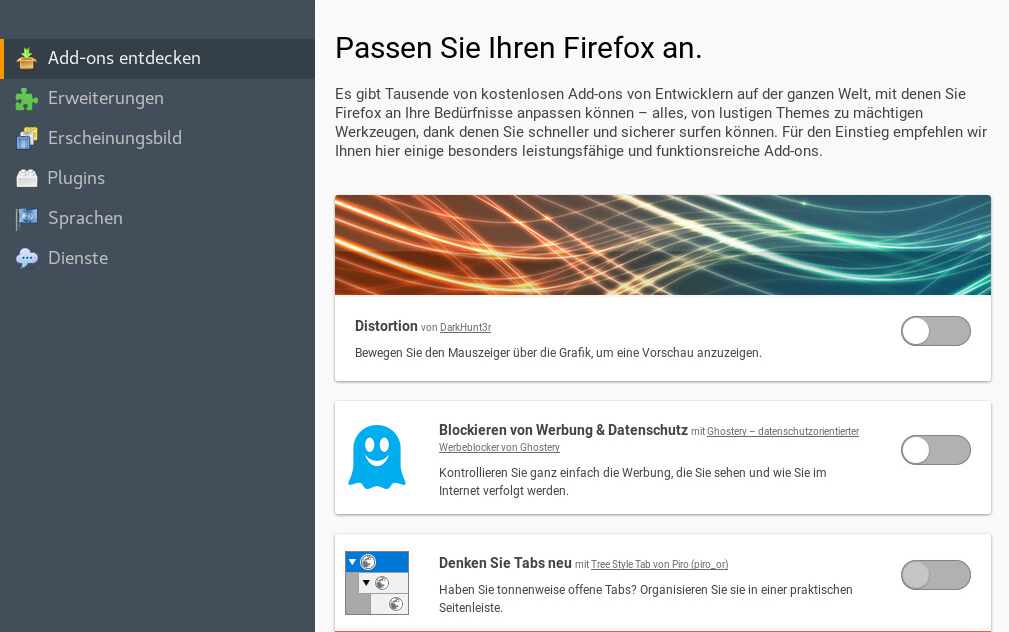 Add-ons entdecken
Erweiterungen
Erscheinungsbild
Plugins
Sprachen
Dienste
Passen Sie Ihren Firefox an.
Es gibt Tausende von kostenlosen Add-ons von Entwicklern auf der ganzen Welt, mit denen Sie
Firefox an Ihre Bedürfnisse anpassen können – alles, von lustigen Themes zu mächtigen
Werkzeugen, dank denen Sie schneller und sicherer surfen können. Für den Einstieg empfehlen wir
Ihnen hier einige besonders leistungsfähige und funktionsreiche Add-ons.
Distortion von DarkHunt3r
Bewegen Sie den Mauszeiger über die Grafik, um eine Vorschau anzuzeigen.
Blockieren von Werbung & Datenschutz mit Ghostery – datenschutzorientierter
Werbeblocker von Ghostery
Kontrollieren Sie ganz einfach die Werbung, die Sie sehen und wie Sie im
Internet verfolgt werden.
Denken Sie Tabs neu mit Tree Style Tab von Piro (piro_or)
Haben Sie tonnenweise offene Tabs? Organisieren Sie sie in einer praktischen
Seitenleiste.